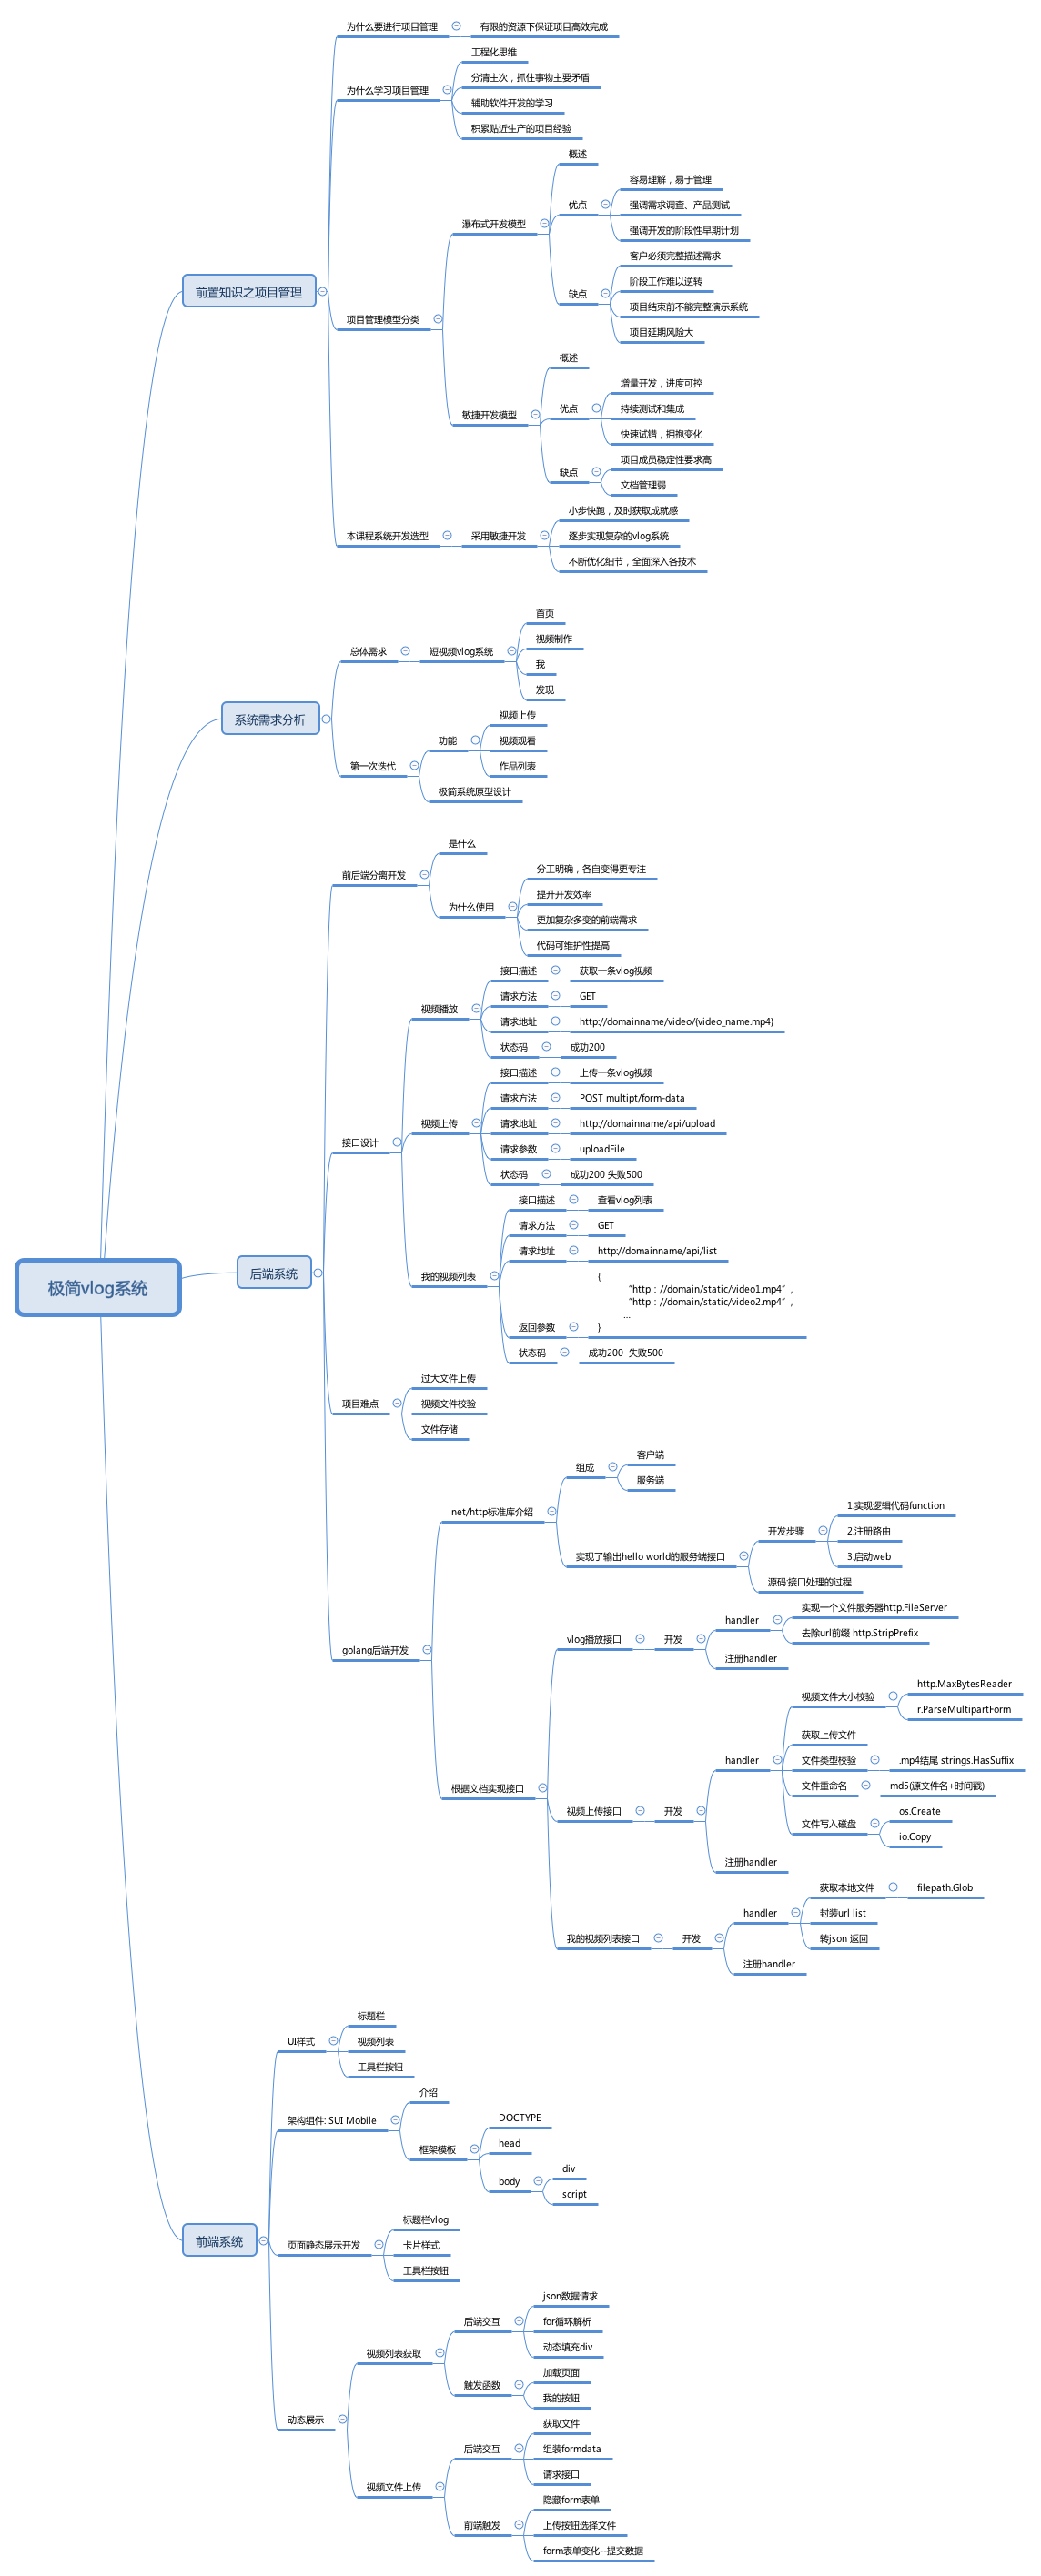 为什么要进行项目管理
有限的资源下保证项目高效完成
工程化思维
分清主次，抓住事物主要矛盾
为什么学习项目管理
辅助软件开发的学习
积累贴近生产的项目经验
概述
容易理解，易于管理
优点
强调需求调查、产品测试
瀑布式开发模型
强调开发的阶段性早期计划
客户必须完整描述需求
阶段工作难以逆转
缺点
前置知识之项目管理
项目结束前不能完整演示系统
项目管理模型分类
项目延期风险大
概述
增量开发，进度可控
优点
持续测试和集成
敏捷开发模型
快速试错，拥抱变化
项目成员稳定性要求高
缺点
文档管理弱
小步快跑，及时获取成就感
本课程系统开发选型
采用敏捷开发
逐步实现复杂的vlog系统
不断优化细节，全面深入各技术
首页
视频制作
总体需求
短视频vlog系统
我
发现
系统需求分析
视频上传
功能
视频观看
第一次迭代
作品列表
极简系统原型设计
是什么
前后端分离开发
分工明确，各自变得更专注
提升开发效率
为什么使用
更加复杂多变的前端需求
代码可维护性提高
接口描述
获取一条vlog视频
请求方法
GET
视频播放
请求地址
http://domainname/video/{video_name.mp4}
状态码
成功200
接口描述
上传一条vlog视频
请求方法
POST multipt/form-data
视频上传
请求地址
http://domainname/api/upload
接口设计
请求参数
uploadFile
状态码
成功200 失败500
接口描述
查看vlog列表
请求方法
GET
请求地址
http://domainname/api/list
后端系统
我的视频列表
{
"http：//domain/static/video1.mp4"，
极简vlog系统
"http：//domain/static/video2.mp4"，
...
返回参数
}
状态码
成功200 失败500
过大文件上传
项目难点
视频文件校验
文件存储
客户端
组成
服务端
net/http标准库介绍
1.实现逻辑代码function
开发步骤
2.注册路由
实现了输出hello world的服务端接口
3.启动web
源码:接口处理的过程
实现一个文件服务器http.FileServer
handler
去除url前缀 http.StripPrefix
vlog播放接口
开发
golang后端开发
注册handler
http.MaxBytesReader
视频文件大小校验
r.ParseMultipartForm
获取上传文件
handler
文件类型校验
.mp4结尾 strings.HasSuffix
根据文档实现接口
文件重命名
md5(源文件名+时间戳)
视频上传接口
开发
文件写入磁盘
os.Create
io.Copy
注册handler
获取本地文件
filepath.Glob
handler
封装url list
我的视频列表接口
开发
转json 返回
注册handler
标题栏
UI样式
视频列表
工具栏按钮
介绍
架构组件: SUI Mobile
DOCTYPE
框架模板
head
div
body
script
标题栏vlog
前端系统
页面静态展示开发
卡片样式
工具栏按钮
json数据请求
后端交互
for循环解析
动态填充div
视频列表获取
加载页面
触发函数
我的按钮
动态展示
获取文件
后端交互
组装formdata
请求接口
视频文件上传
隐藏form表单
前端触发
上传按钮选择文件
form表单变化--提交数据